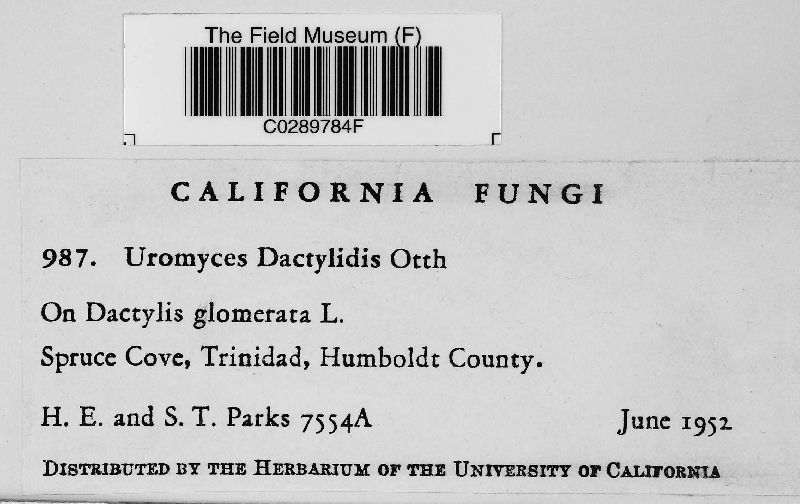 The Field Museum (F)
C0289784F
CALIFORNIA FUNGI
987. Uromyces Dactylidis Otth
On Dactylis glomerata L.
Spruce Cove, Trinidad, Humboldt County.
H. E. and S. T. Parks 7554A June 1952
DISTRIBUTED BY THE HERBARIUM OF THE UNIVERSITY OF CALIFORNIA